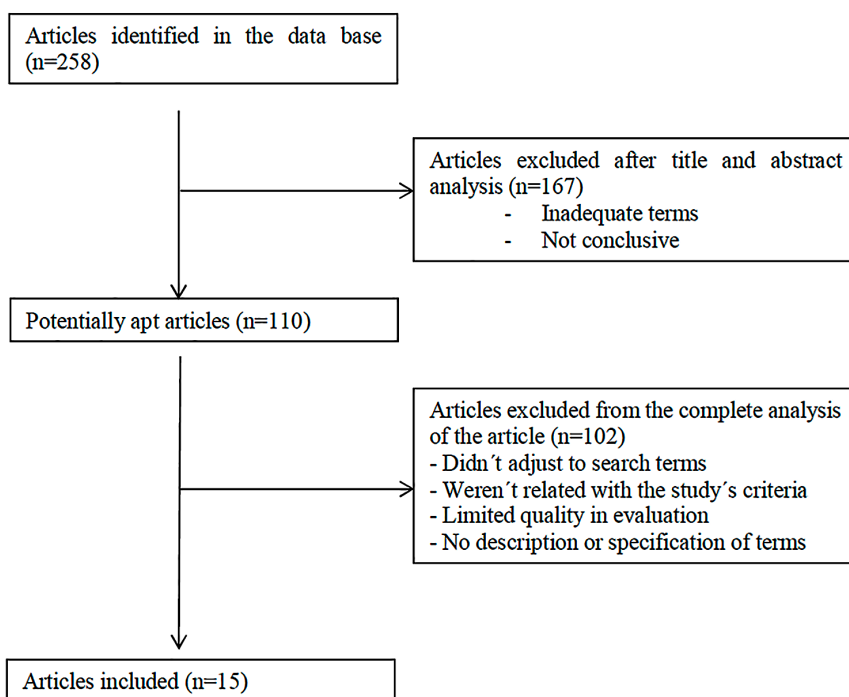 Articles identified in the data base
(n=258)
Articles excluded after title and abstract
analysis (n=167)
- Inadequate terms
- Not conclusive
Potentially apt articles (n=110)
Articles excluded from the complete analysis
of the article (n=102)
- Didn´t adjust to search terms
- Weren´t related with the study´s criteria
- Limited quality in evaluation
- No description or specification of terms
Articles included (n=15)